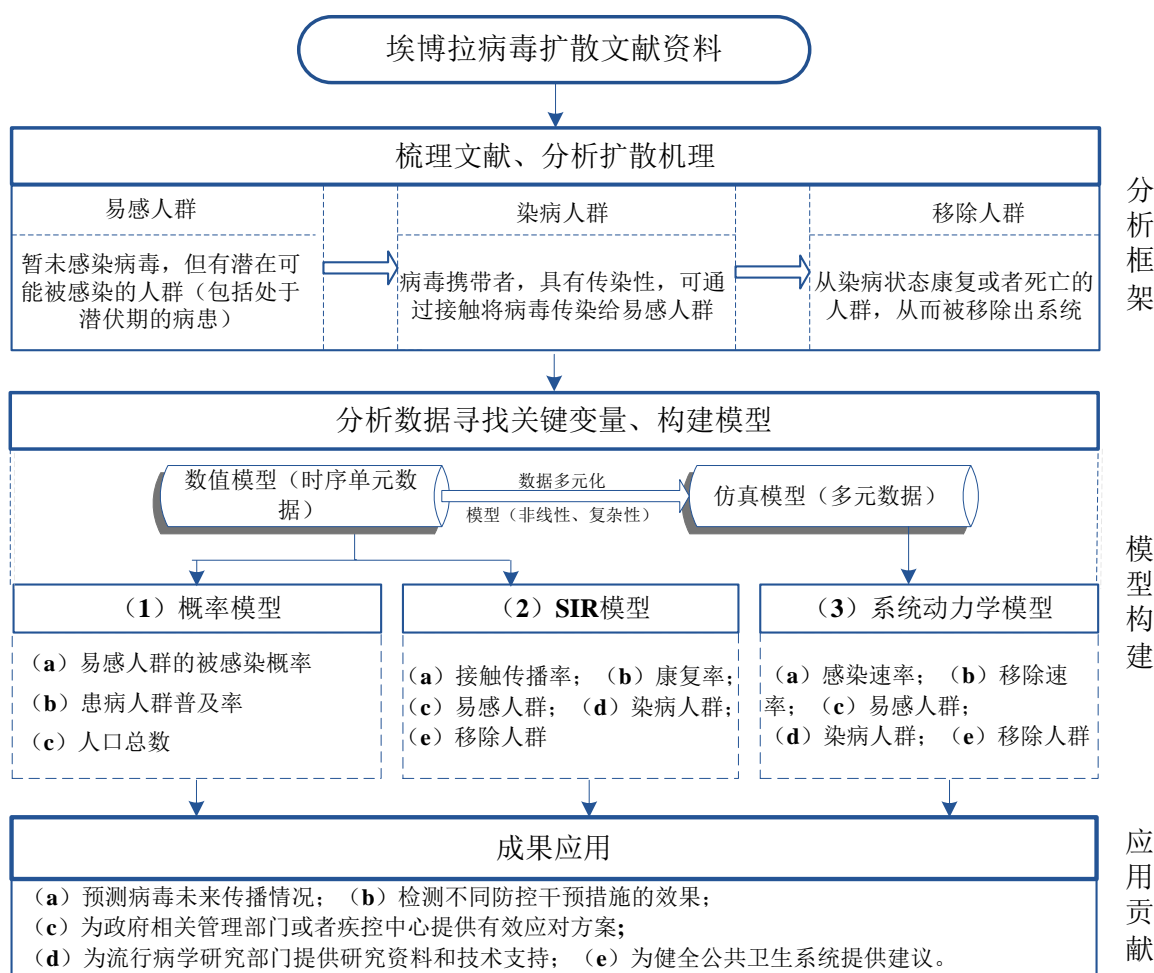 埃博拉病毒扩散文献资料
梳理文献、分析扩散机理
易感人群
暂未感染病毒，但有潜在可
能被感染的人群（包括处于
潜伏期的病患）
染病人群
病毒携带者，具有传染性，可通
过接触将病毒传染给易感人群
移除人群
从染病状态康复或者死亡的
人群，从而被移除出系统
分析框架
分析数据寻找关键变量、构建模型
数值模型（时序单元数
据）
数据多元化
模型（非线性、复杂性）
仿真模型（多元数据）
（1）概率模型
（a）易感人群的被感染概率
（b）患病人群普及率
（c）人口总数
（2）SIR模型
（a）接触传播率；（b）康复率；
（c）易感人群；（d）染病人群；
（e）移除人群
（3）系统动力学模型
（a）感染速率；（b）移除速
率；（c）易感人群；
（d）染病人群；（e）移除人群
模型构建
成果应用
（a）预测病毒未来传播情况；（b）检测不同防控干预措施的效果；
（c）为政府相关管理部门或者疾控中心提供有效应对方案;
（d）为流行病学研究部门提供研究资料和技术支持；（e）为健全公共卫生系统提供建议。
应用贡献